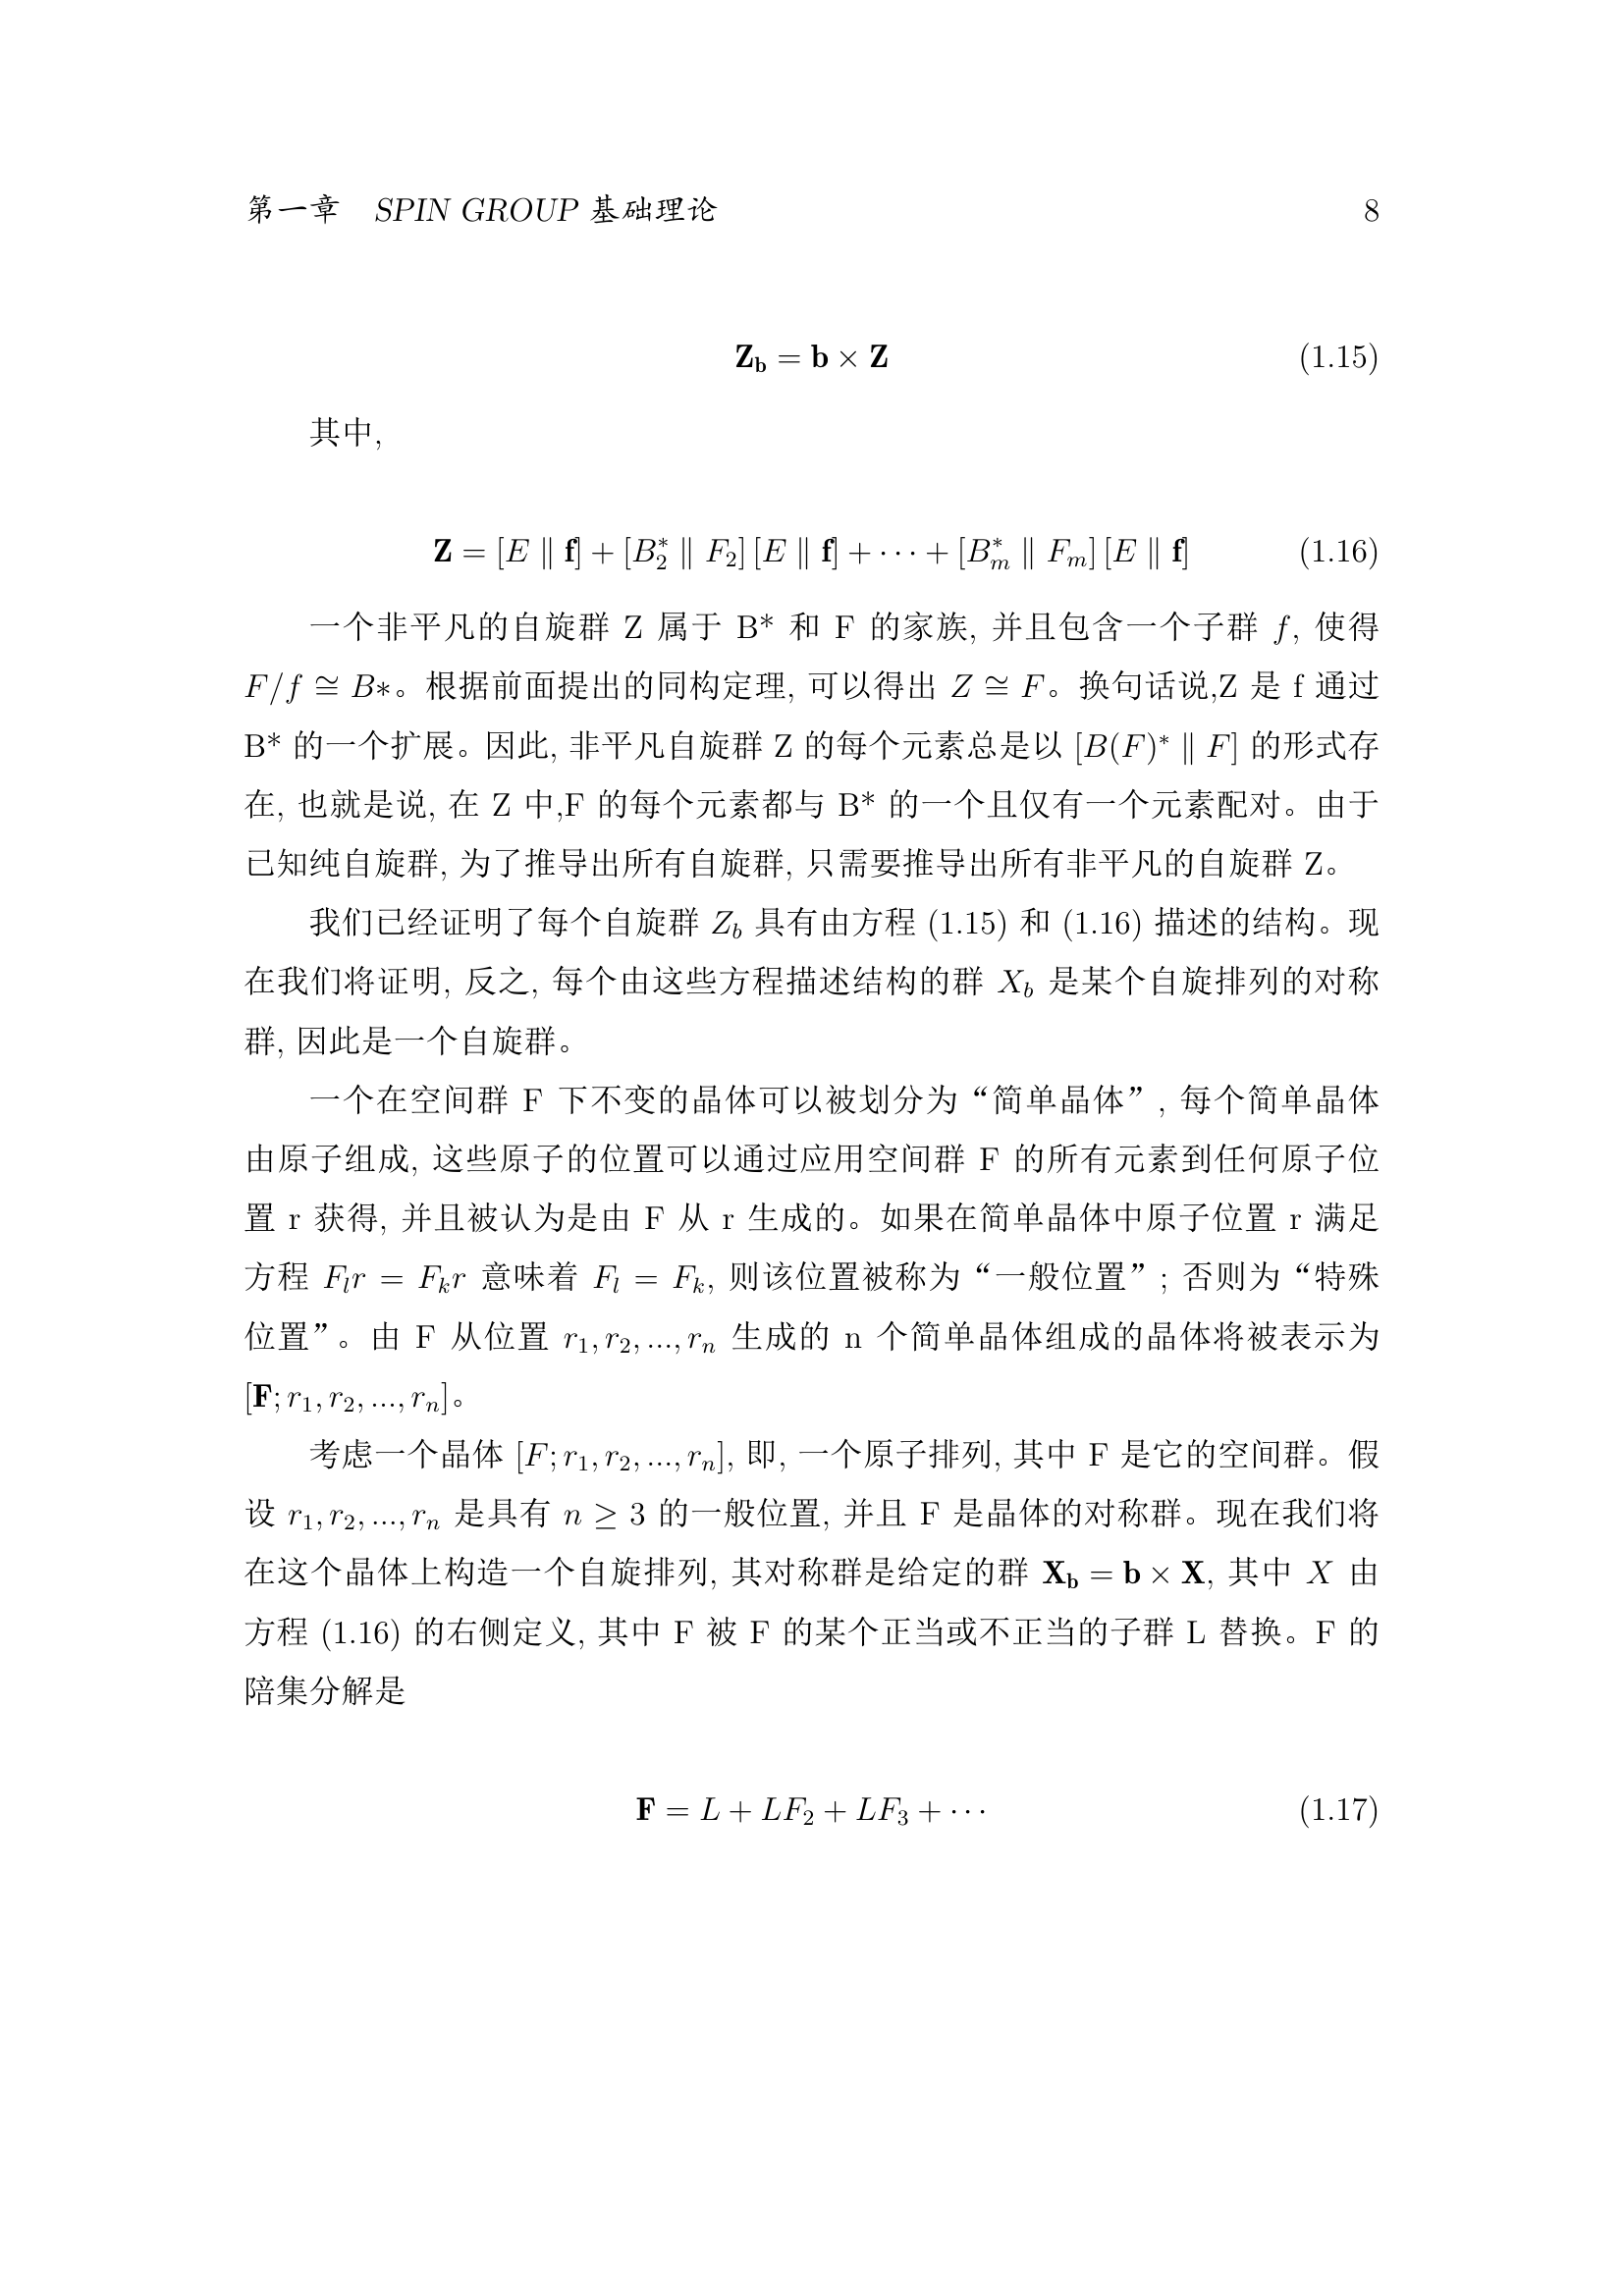 第一章 SPIN GROUP 基础理论 8
$\mathbf{Z_b} = \mathbf{b} \times \mathbf{Z}$ (1.15)
其中,
$\mathbf{Z} = [E \parallel \mathbf{f}] + [B_2^* \parallel F_2] [E \parallel \mathbf{f}] + \cdots + [B_m^* \parallel F_m] [E \parallel \mathbf{f}]$ (1.16)
一个非平凡的自旋群 Z 属于 B* 和 F 的家族, 并且包含一个子群 $f$, 使得
$F/f \cong B*$。根据前面提出的同构定理, 可以得出 $Z \cong F$。换句话说,Z 是 f 通过
B* 的一个扩展。因此, 非平凡自旋群 Z 的每个元素总是以 $[B(F)^* \parallel F]$ 的形式存
在, 也就是说, 在 Z 中,F 的每个元素都与 B* 的一个且仅有一个元素配对。由于
已知纯自旋群, 为了推导出所有自旋群, 只需要推导出所有非平凡的自旋群 Z。
我们已经证明了每个自旋群 $Z_b$ 具有由方程 (1.15) 和 (1.16) 描述的结构。现
在我们将证明, 反之, 每个由这些方程描述结构的群 $X_b$ 是某个自旋排列的对称
群, 因此是一个自旋群。
一个在空间群 F 下不变的晶体可以被划分为“简单晶体”, 每个简单晶体
由原子组成, 这些原子的位置可以通过应用空间群 F 的所有元素到任何原子位
置 r 获得, 并且被认为是由 F 从 r 生成的。如果在简单晶体中原子位置 r 满足
方程 $F_l r = F_k r$ 意味着 $F_l = F_k$, 则该位置被称为“一般位置”; 否则为“特殊
位置”。由 F 从位置 $r_1, r_2, ..., r_n$ 生成的 n 个简单晶体组成的晶体将被表示为
$[\mathbf{F}; r_1, r_2, ..., r_n]$。
考虑一个晶体 $[F; r_1, r_2, ..., r_n]$, 即, 一个原子排列, 其中 F 是它的空间群。假
设 $r_1, r_2, ..., r_n$ 是具有 $n \geq 3$ 的一般位置, 并且 F 是晶体的对称群。现在我们将
在这个晶体上构造一个自旋排列, 其对称群是给定的群 $\mathbf{X_b} = \mathbf{b} \times \mathbf{X}$, 其中 $X$ 由
方程 (1.16) 的右侧定义, 其中 F 被 F 的某个正当或不正当的子群 L 替换。F 的
陪集分解是
$\mathbf{F} = L + LF_2 + LF_3 + \cdots$ (1.17)